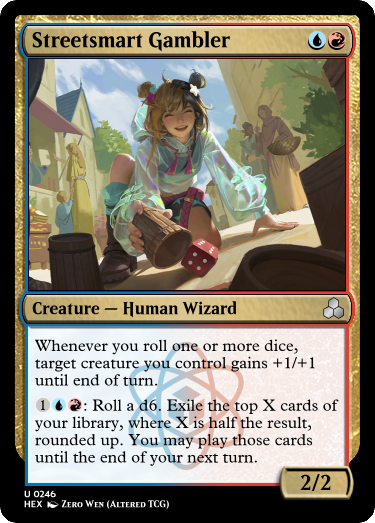 Streetsmart Gambler
Creature — Human Wizard
Whenever you roll one or more dice,
target creature you control gains +1/+1
until end of turn.
1: Roll a d6. Exile the top X cards of
your library, where X is half the result,
rounded up. You may play those cards
until the end of your next turn.
2/2
U 0246
HEX Zero Wen (Altered TCG)